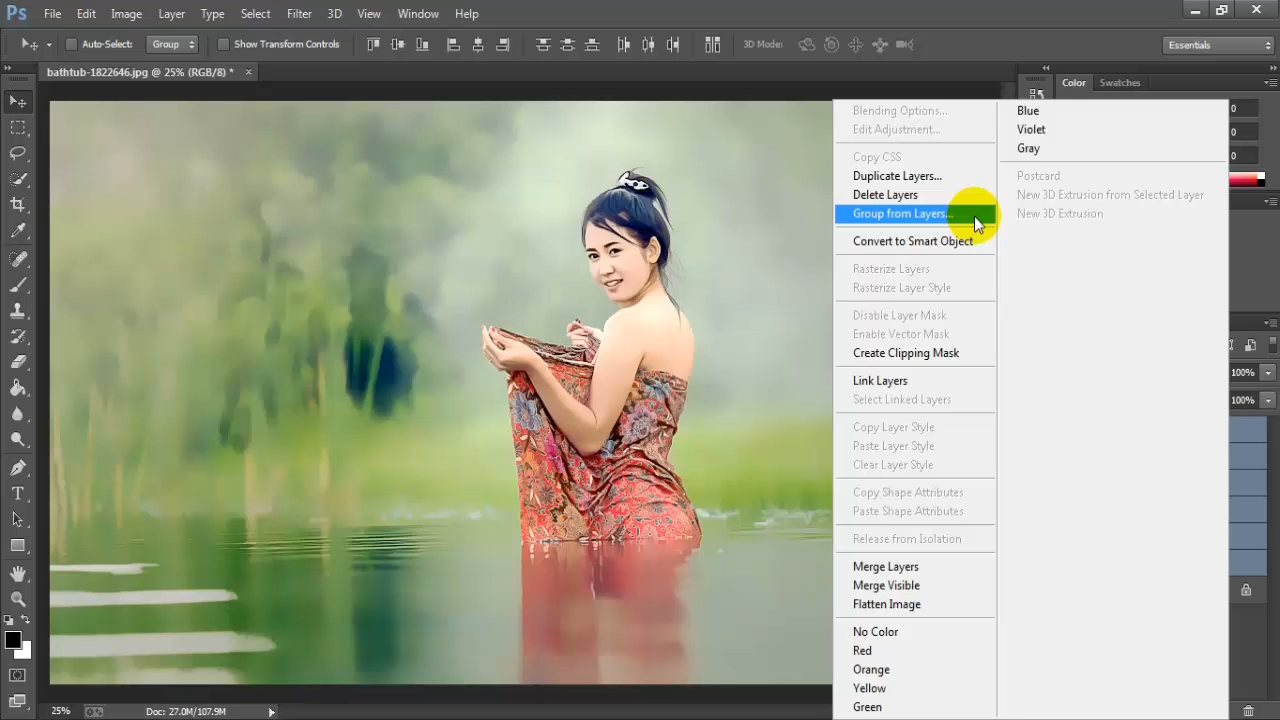 Ps File Edit Image Layer Type Select Filter 3D View Window Help
Auto-Select: Group Show Transform Controls 3D Mode: Essentials
bathtub-1822646.jpg @ 25% (RGB/8) * ×
Color Swatches
0
0
0
100%
100%
Blending Options...
Edit Adjustment...
Copy CSS
Duplicate Layers...
Delete Layers
Group from Layers...
Convert to Smart Object
Rasterize Layers
Rasterize Layer Style
Disable Layer Mask
Enable Vector Mask
Create Clipping Mask
Link Layers
Select Linked Layers
Copy Layer Style
Paste Layer Style
Clear Layer Style
Copy Shape Attributes
Paste Shape Attributes
Release from Isolation
Merge Layers
Merge Visible
Flatten Image
No Color
Red
Orange
Yellow
Green
Blue
Violet
Gray
Postcard
New 3D Extrusion from Selected Layer
New 3D Extrusion
25% Doc: 27.0M/107.9M